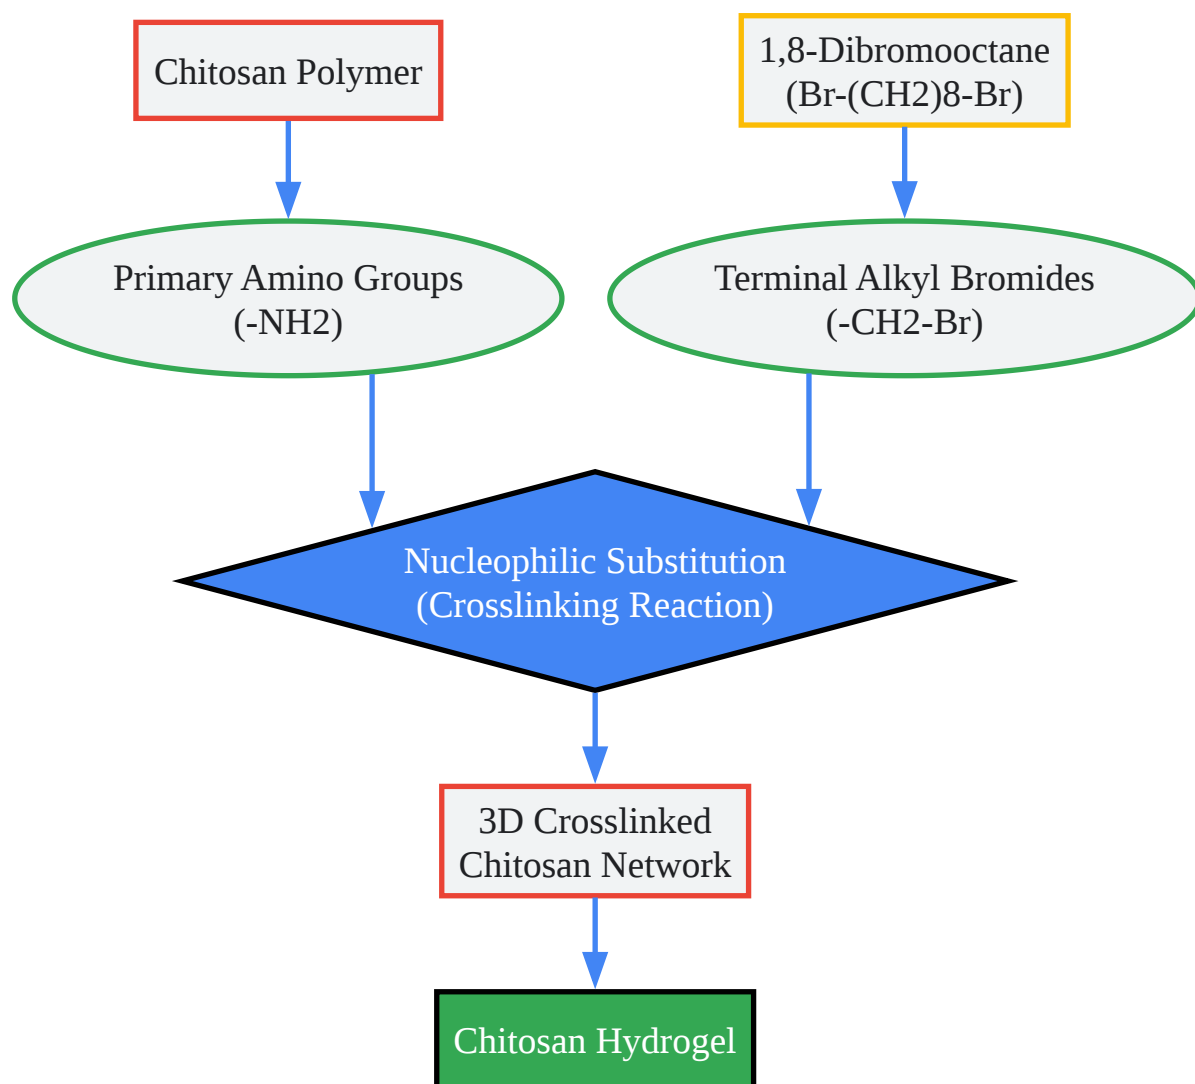 Chitosan Polymer
1,8-Dibromooctane
(Br-(CH2)8-Br)
Primary Amino Groups
(-NH2)
Terminal Alkyl Bromides
(-CH2-Br)
Nucleophilic Substitution
(Crosslinking Reaction)
3D Crosslinked
Chitosan Network
Chitosan Hydrogel